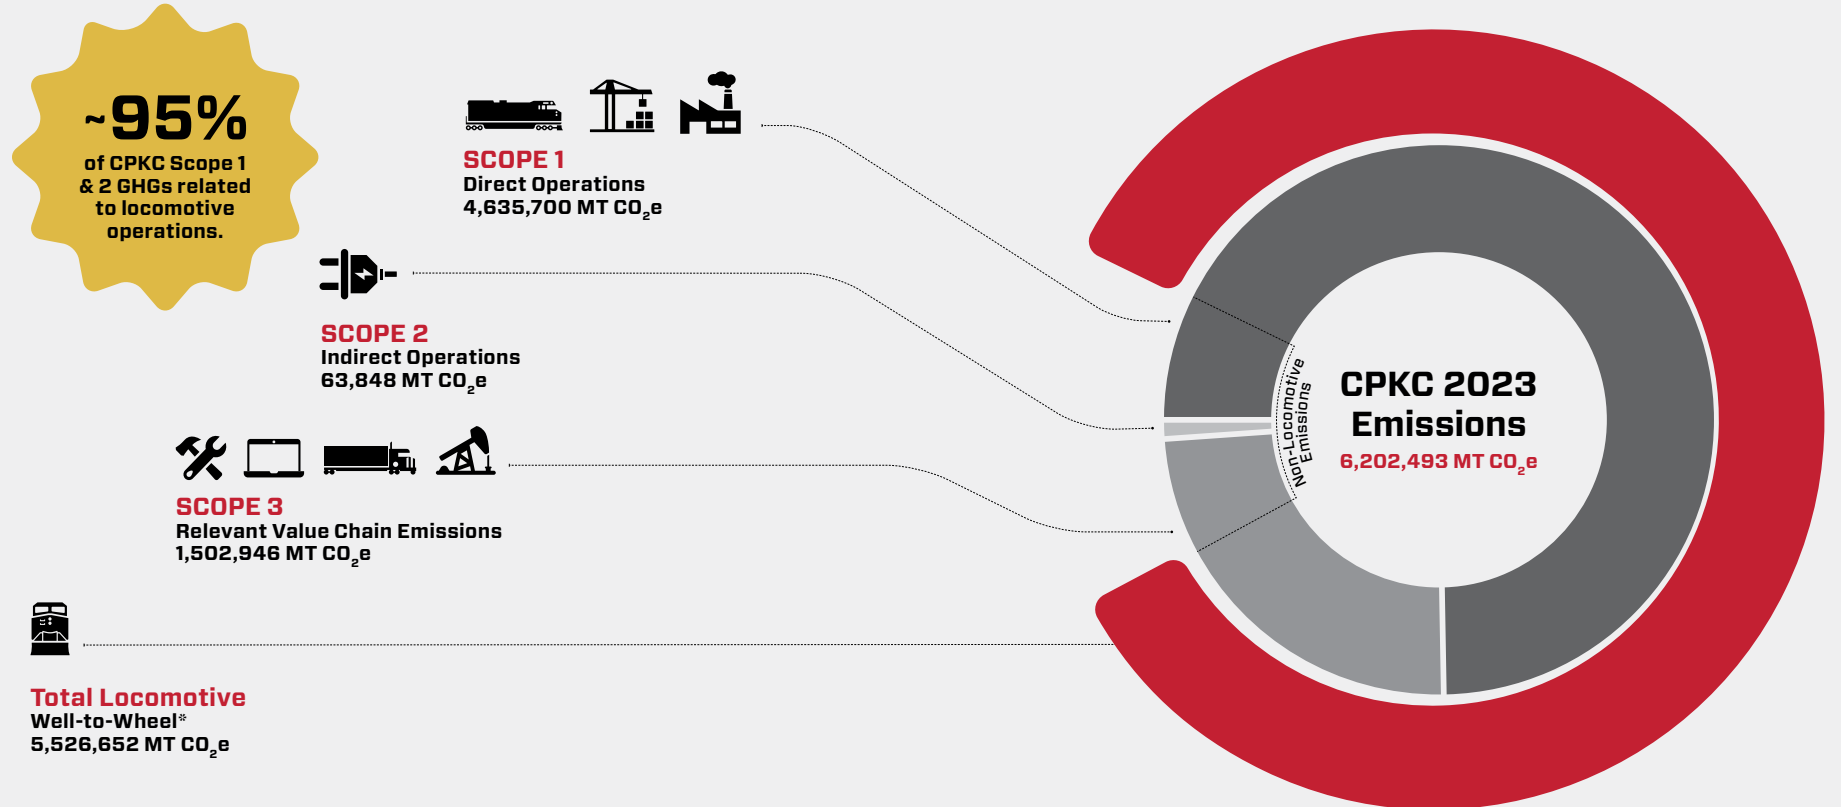 ~95%
of CPKC Scope 1
& 2 GHGs related
to locomotive
operations.
SCOPE 1
Direct Operations
4,635,700 MT CO₂e
SCOPE 2
Indirect Operations
63,848 MT CO₂e
SCOPE 3
Relevant Value Chain Emissions
1,502,946 MT CO₂e
Total Locomotive
Well-to-Wheel*
5,526,652 MT CO₂e
Non-Locomotive
Emissions
CPKC 2023
Emissions
6,202,493 MT CO₂e